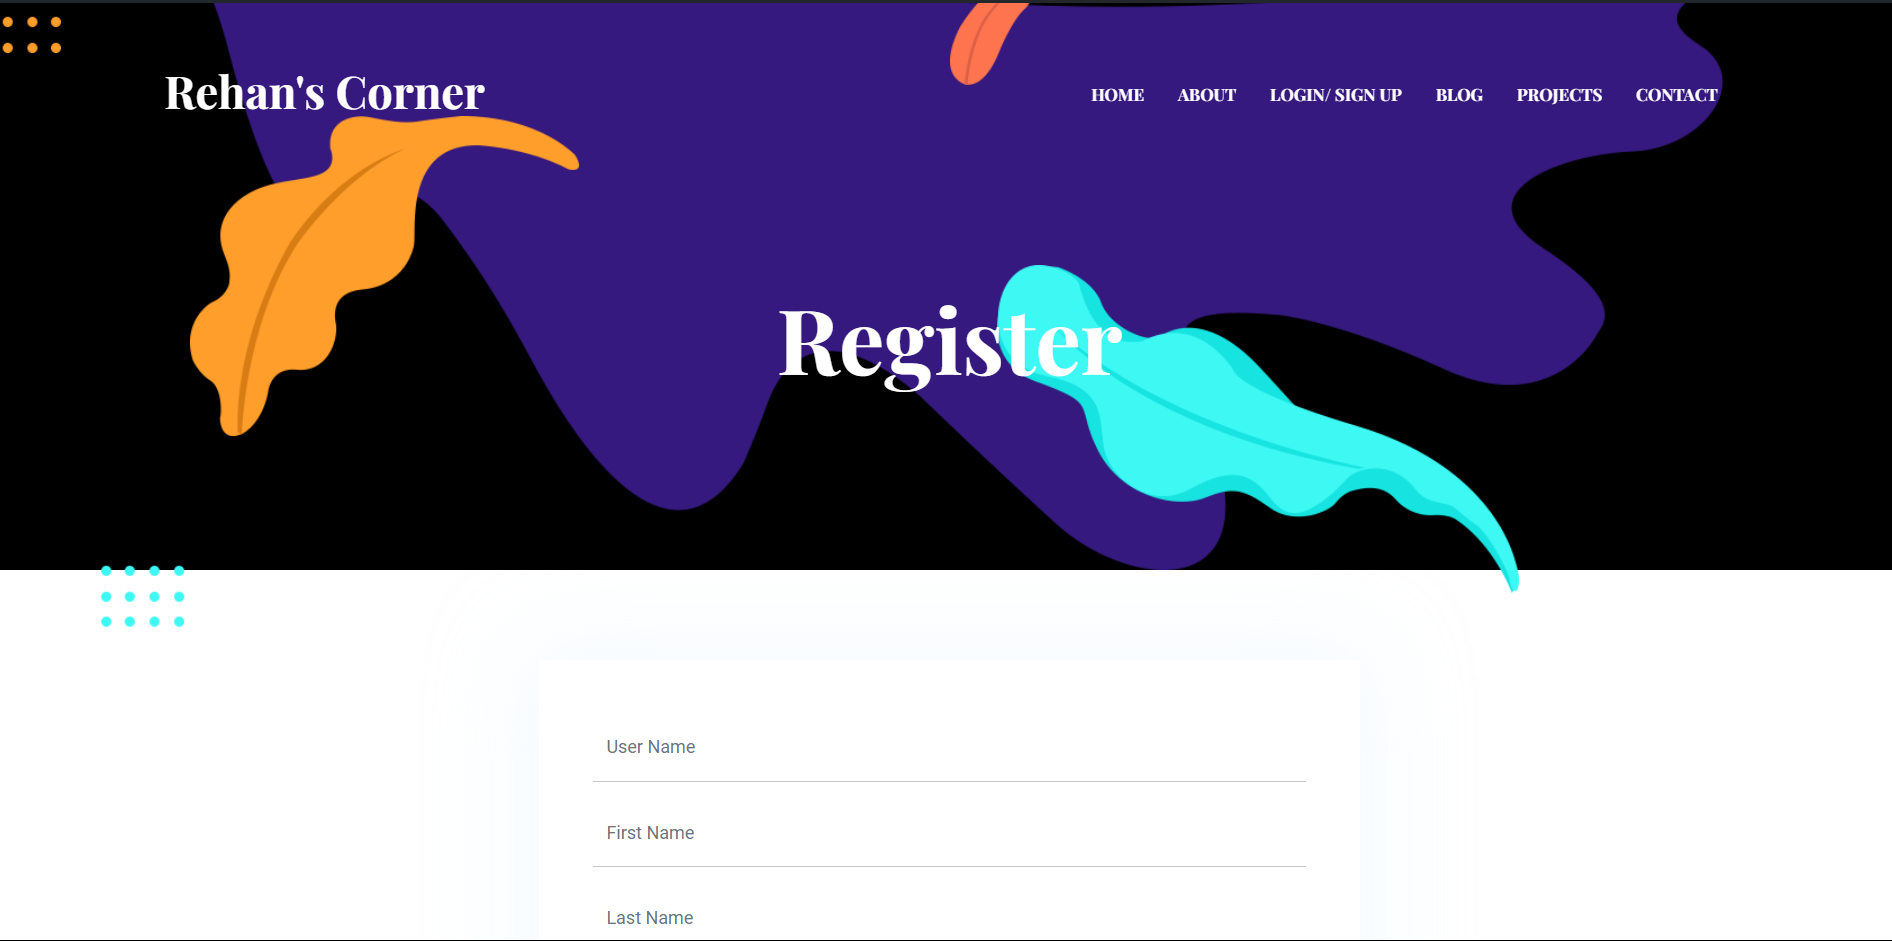 Rehan's Corner
HOME ABOUT LOGIN/ SIGN UP BLOG PROJECTS CONTACT
Register
User Name
First Name
Last Name